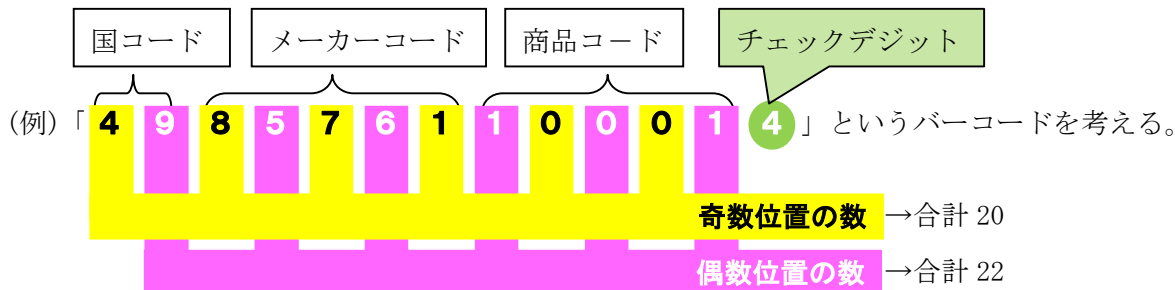 国コード メーカーコード 商品コード チェックデジット
(例)「4 9 8 5 7 6 1 1 0 0 0 1 4」というバーコードを考える。
奇数位置の数 →合計 20
偶数位置の数 →合計 22